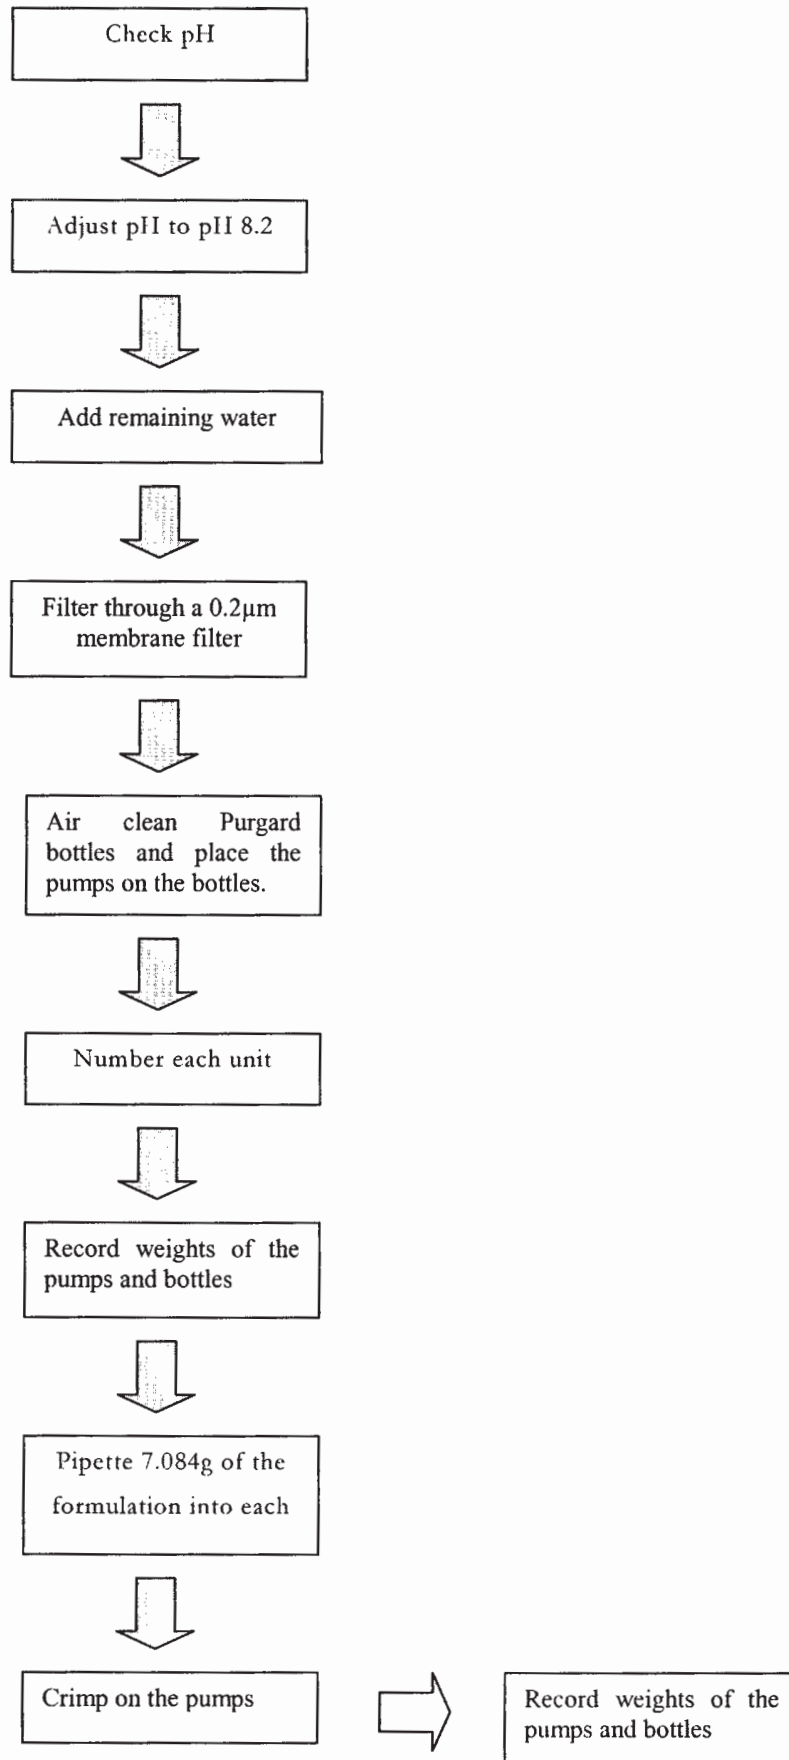 Check pH
Adjust pH to pH 8.2
Add remaining water
Filter through a 0.2µm
membrane filter
Air clean Purgard
bottles and place the
pumps on the bottles.
Number each unit
Record weights of the
pumps and bottles
Pipette 7.084g of the
formulation into each
Crimp on the pumps
Record weights of the
pumps and bottles